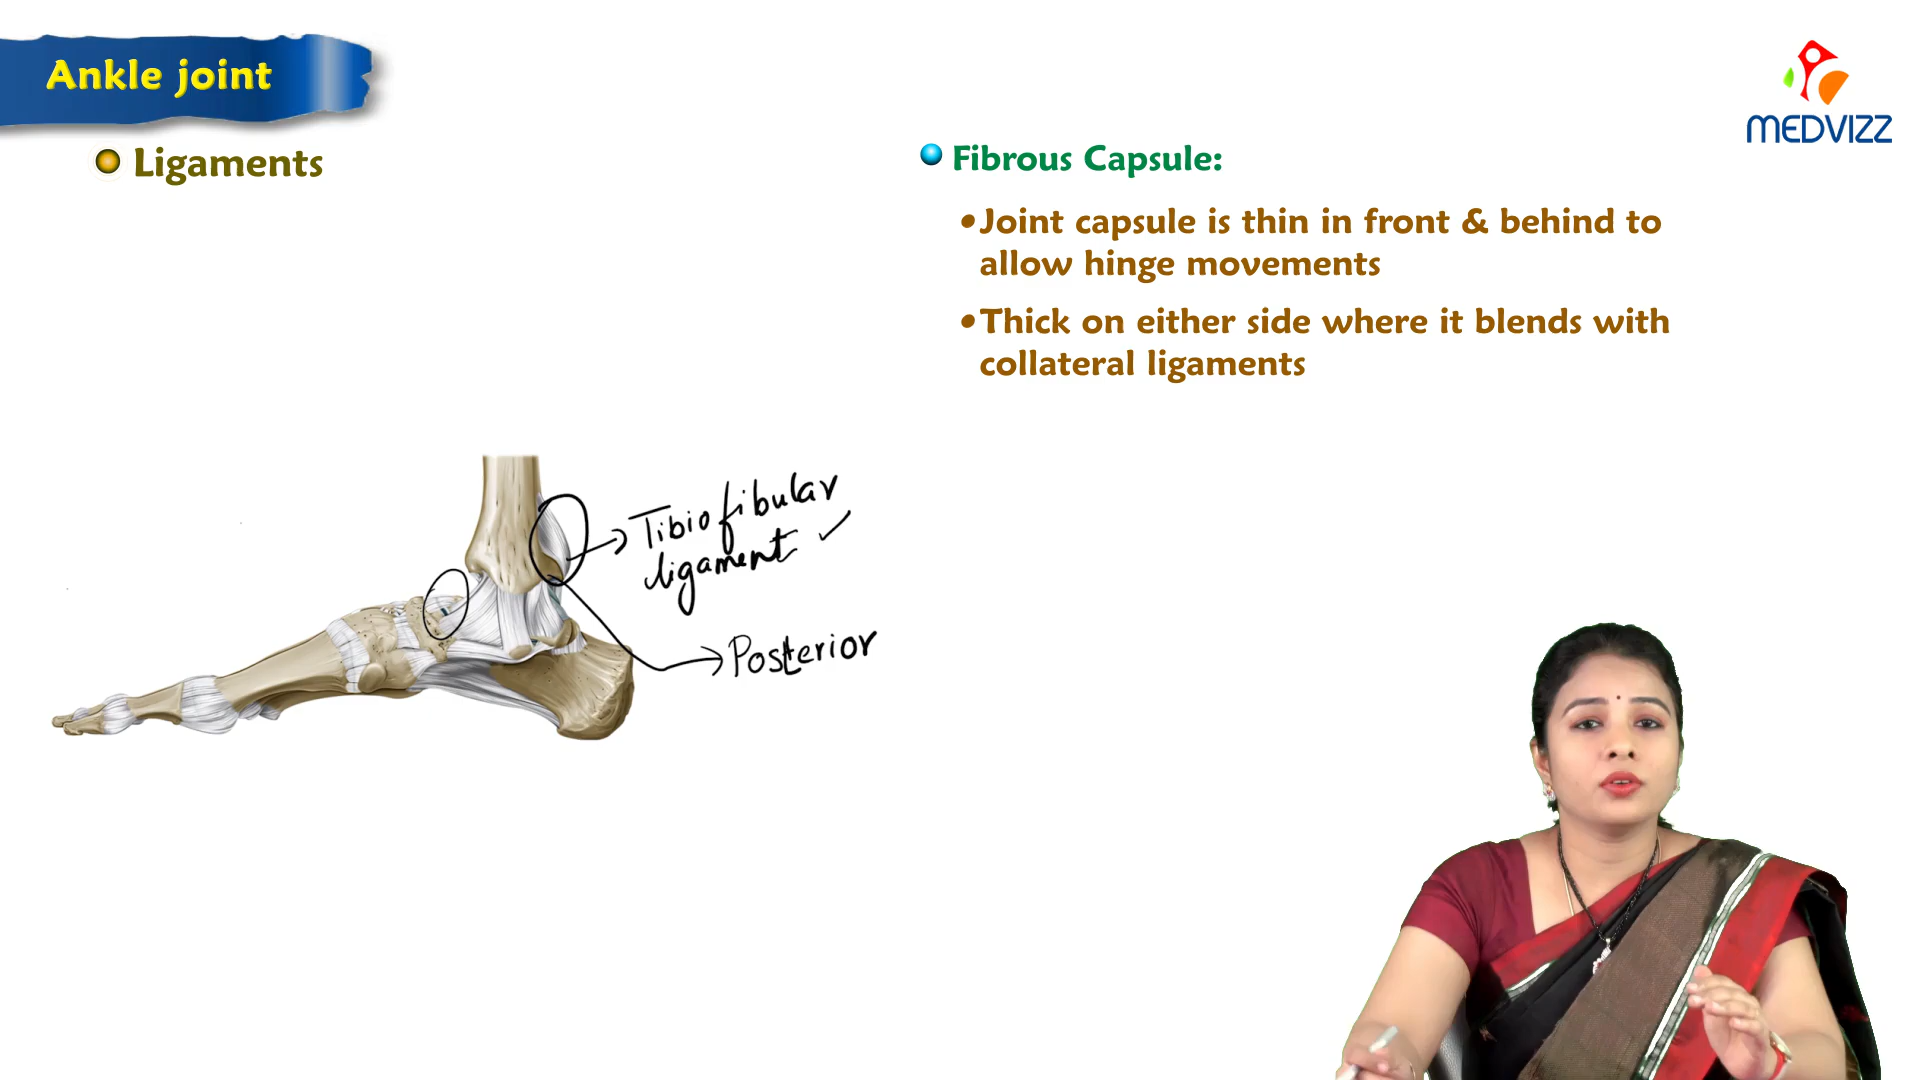 Ankle joint
MEDVIZZ
Ligaments
Fibrous Capsule:
•Joint capsule is thin in front & behind to
allow hinge movements
•Thick on either side where it blends with
collateral ligaments
Tibiofibular
ligament ✓
Posterior